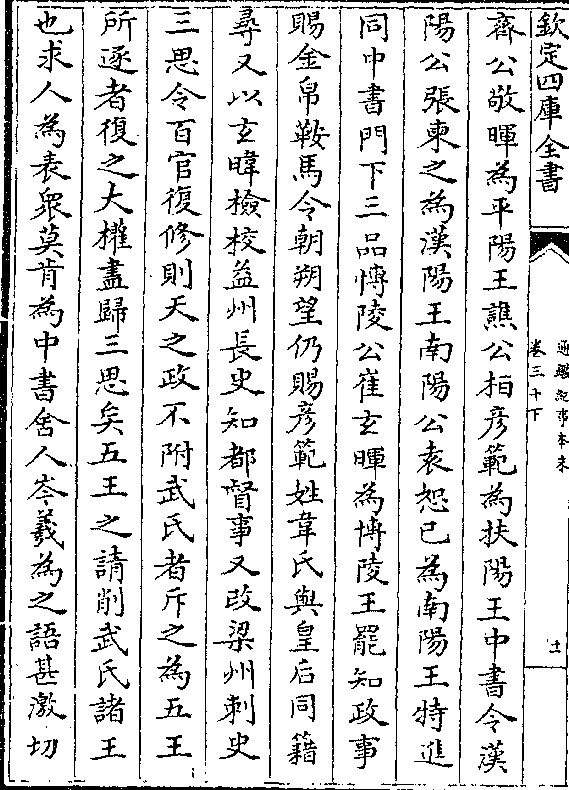 欽定四庫全書
通鑑紀事本末
卷三十下
十一
齊公敬暉為平陽王譙公桓彥範為扶陽王中書令漢
陽公張柬之為漢陽王南陽公袁恕己為南陽王特進
同中書門下三品博陵公崔玄暐為博陵王罷知政事
賜金帛鞍馬令朝朔望仍賜彥範姓韋氏與皇后同籍
尋又以玄暐檢校益州長史知都督事又改梁州刺史
三思令百官復修則天之政不附武氏者斥之為五王
所逐者復之大權盡歸三思矣五王之請削武氏諸王
也求人為表衆莫肯為中書舍人岑羲為之語甚激切